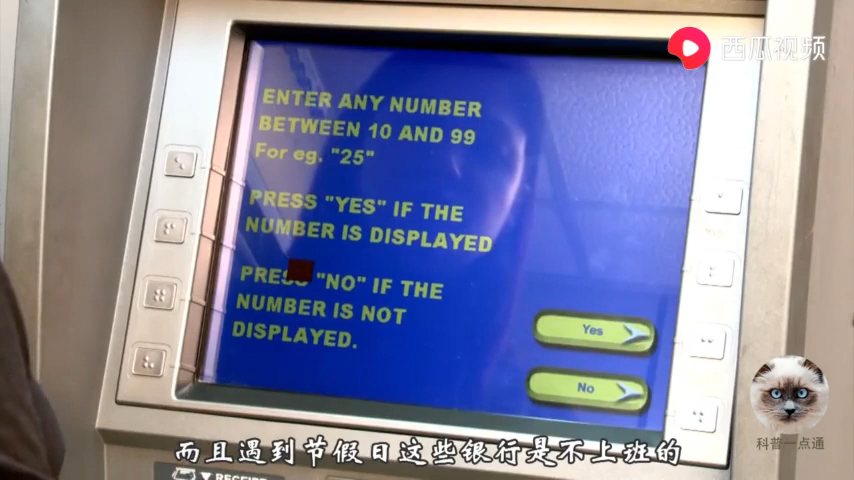 西瓜视频
ENTER ANY NUMBER
BETWEEN 10 AND 99
For eg. "25"
PRESS "YES" IF THE
NUMBER IS DISPLAYED
PRESS "NO" IF THE
NUMBER IS NOT
DISPLAYED.
Yes
No
科普一点通
而且遇到节假日这些银行是不上班的
RECEIPT